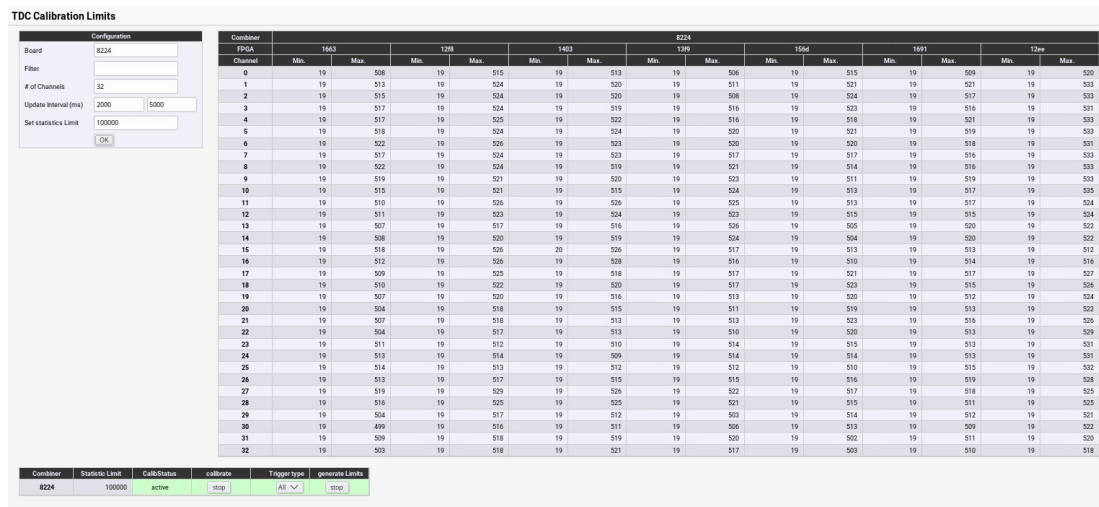 TDC Calibration Limits
Configuration
Board 8224
Filter
# of Channels 32
Update Interval (ms) 2000 5000
Set statistics Limit 100000
OK
Combiner 8224
FPGA 1663 12f8 1403 13f9 156d 1691 12ee
Channel Min. Max. Min. Max. Min. Max. Min. Max. Min. Max. Min. Max. Min. Max.
0 19 508 19 515 19 513 19 506 19 515 19 509 19 520
1 19 513 19 524 19 520 19 511 19 521 19 521 19 533
2 19 515 19 524 19 520 19 508 19 524 19 517 19 533
3 19 517 19 524 19 519 19 516 19 523 19 516 19 531
4 19 517 19 525 19 522 19 516 19 518 19 521 19 533
5 19 518 19 524 19 524 19 520 19 521 19 519 19 533
6 19 522 19 526 19 523 19 520 19 520 19 518 19 531
7 19 517 19 524 19 523 19 517 19 517 19 516 19 533
8 19 522 19 524 19 519 19 521 19 514 19 516 19 533
9 19 519 19 521 19 520 19 523 19 511 19 519 19 533
10 19 515 19 521 19 515 19 524 19 513 19 517 19 535
11 19 510 19 526 19 526 19 525 19 513 19 517 19 524
12 19 511 19 523 19 524 19 523 19 515 19 515 19 524
13 19 507 19 517 19 516 19 526 19 505 19 520 19 522
14 19 508 19 520 19 519 19 524 19 504 19 520 19 522
15 19 518 19 526 20 526 19 517 19 513 19 513 19 512
16 19 512 19 526 19 528 19 516 19 510 19 514 19 516
17 19 509 19 525 19 518 19 517 19 521 19 517 19 527
18 19 510 19 522 19 520 19 517 19 523 19 515 19 526
19 19 507 19 520 19 516 19 513 19 520 19 512 19 524
20 19 504 19 518 19 515 19 511 19 519 19 513 19 522
21 19 507 19 518 19 513 19 513 19 523 19 516 19 526
22 19 504 19 517 19 513 19 510 19 520 19 513 19 529
23 19 511 19 512 19 510 19 514 19 515 19 513 19 531
24 19 513 19 514 19 509 19 514 19 514 19 513 19 531
25 19 514 19 513 19 512 19 512 19 510 19 515 19 532
26 19 513 19 517 19 515 19 515 19 516 19 519 19 528
27 19 519 19 529 19 526 19 522 19 517 19 518 19 525
28 19 516 19 525 19 525 19 521 19 515 19 511 19 525
29 19 504 19 517 19 512 19 503 19 514 19 512 19 521
30 19 499 19 516 19 511 19 506 19 513 19 509 19 522
31 19 509 19 518 19 519 19 520 19 502 19 511 19 520
32 19 503 19 518 19 521 19 517 19 503 19 510 19 518
Combiner Statistic Limit CalibStatus calibrate Trigger type generate Limits
8224 100000 active stop All stop